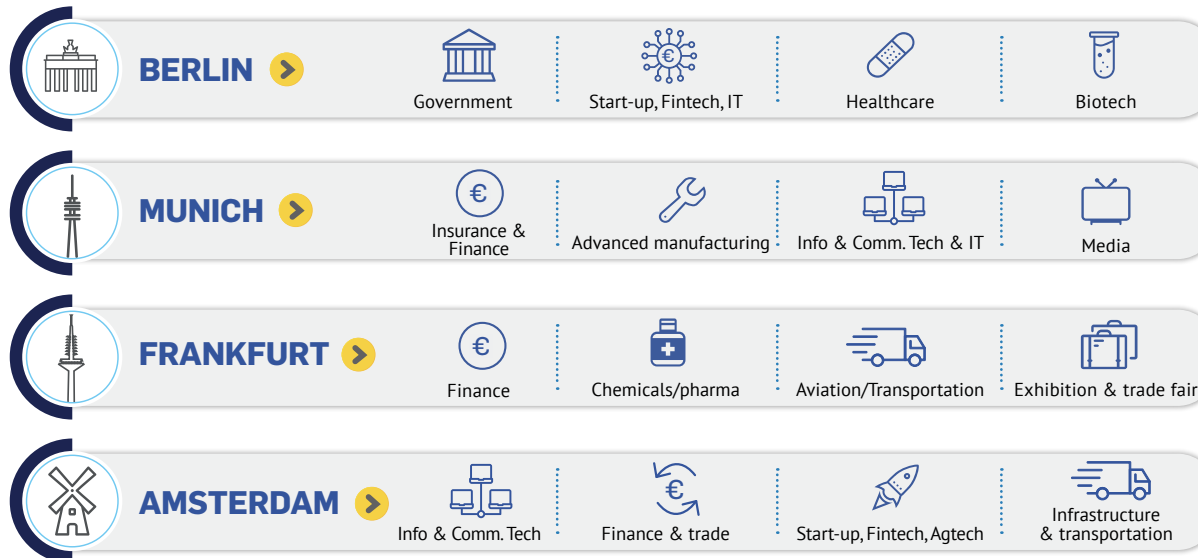 BERLIN
Government
Start-up, Fintech, IT
Healthcare
Biotech
MUNICH
Insurance &
Finance
Advanced manufacturing
Info & Comm. Tech & IT
Media
FRANKFURT
Finance
Chemicals/pharma
Aviation/Transportation
Exhibition & trade fair
AMSTERDAM
Info & Comm. Tech
Finance & trade
Start-up, Fintech, Agtech
Infrastructure
& transportation